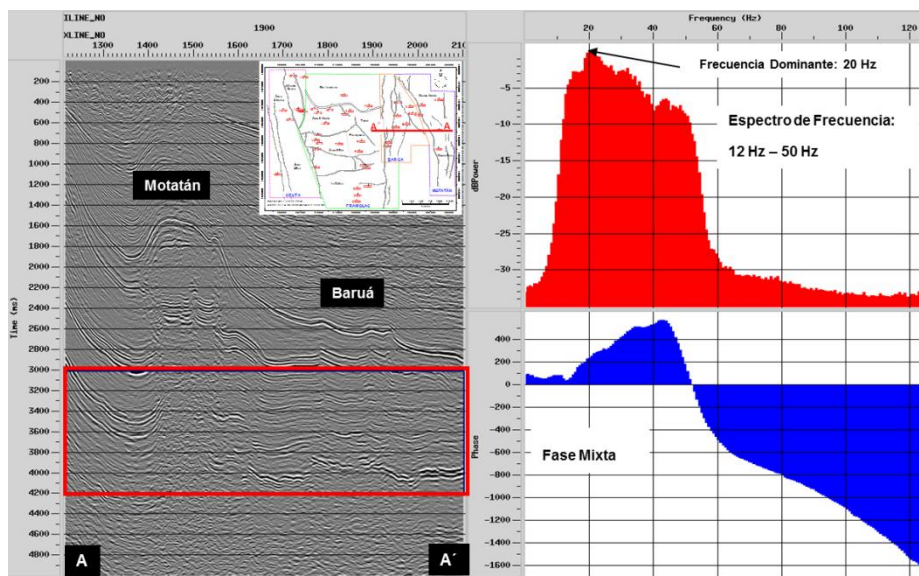 ILINE_NO
1900
XLINE_NO
1300 1400 1500 1600 1700 1800 1900 2000 2100
200
400
600
800
1000
1200
1400
1600
1800
2000
2200
2400
2600
2800
3000
3200
3400
3600
3800
4000
4200
4400
4600
4800
Time (ms)
Motatán
Baruá
A
A´
A
A´
Frequency (Hz)
20 40 60 80 100 120
-5
-10
-15
-20
-25
-30
dBPower
Frecuencia Dominante: 20 Hz
Espectro de Frecuencia:
12 Hz – 50 Hz
400
200
0
-200
-400
-600
-800
-1000
-1200
-1400
-1600
Phase
Fase Mixta